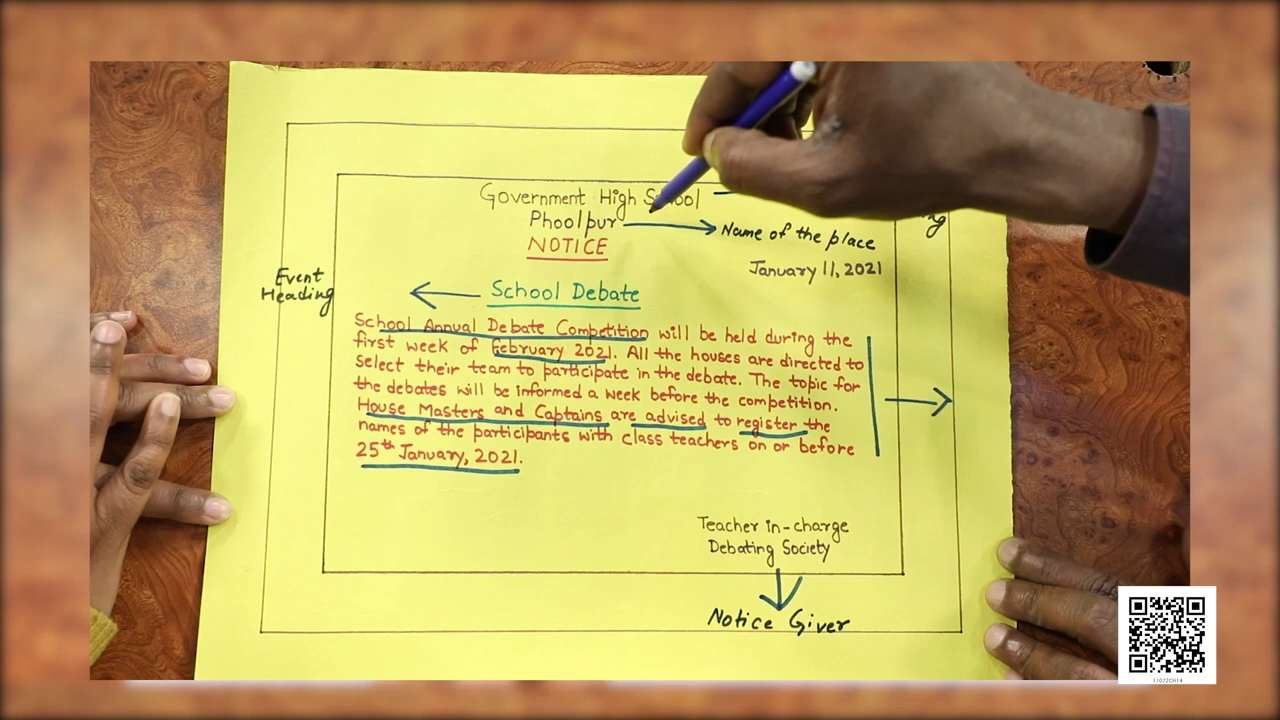 Government High School
Phoolpur
Name of the place
NOTICE
January 11, 2021
Event
Heading
School Debate
School Annual Debate Competition will be held during the
first week of February 2021. All the houses are directed to
select their team to participate in the debate. The topic for
the debates will be informed a week before the competition.
House Masters and Captains are advised to register the
names of the participants with class teachers on or before
25th January, 2021.
Teacher in-charge
Debating Society
Notice Giver
11072CH14